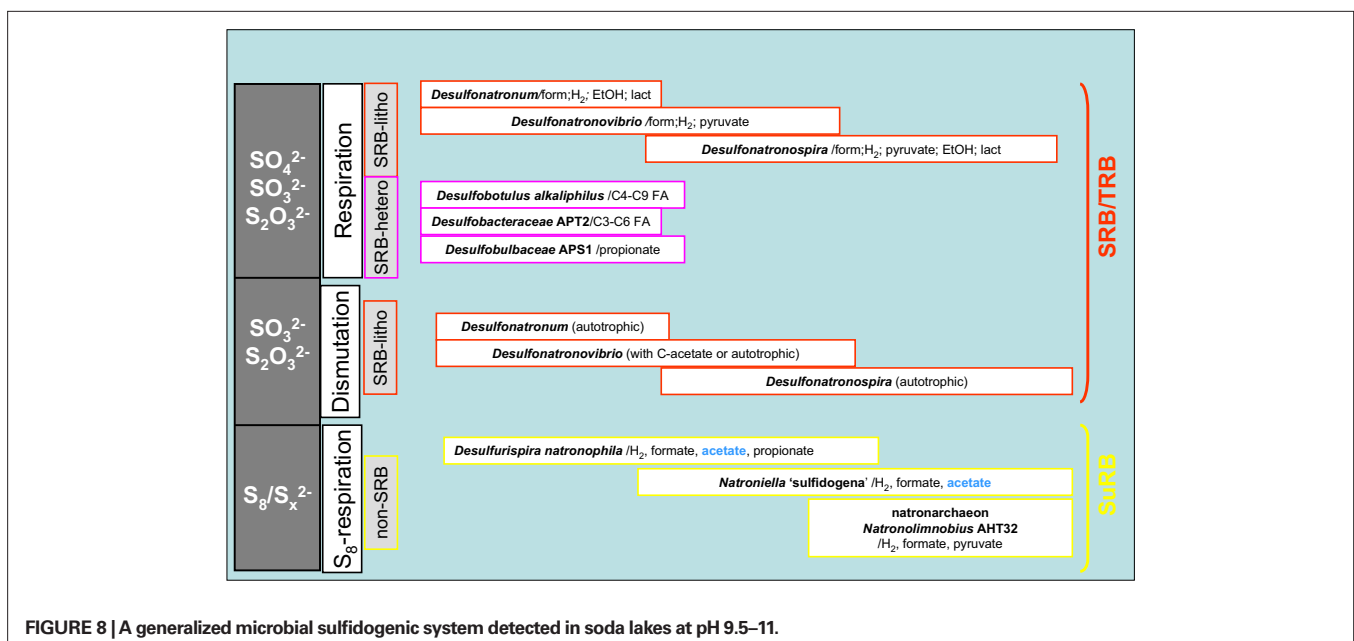 SO₄²⁻
SO₃²⁻
S₂O₃²⁻
Respiration
SRB-litho
Desulfonatronum/form;H₂; EtOH; lact
Desulfonatronovibrio /form;H₂; pyruvate
Desulfonatronospira /form;H₂; pyruvate; EtOH; lact
SRB-hetero
Desulfobotulus alkaliphilus /C4-C9 FA
Desulfobacteraceae APT2/C3-C6 FA
Desulfobulbaceae APS1 /propionate
SRB/TRB
SO₃²⁻
S₂O₃²⁻
Dismutation
SRB-litho
Desulfonatronum (autotrophic)
Desulfonatronovibrio (with C-acetate or autotrophic)
Desulfonatronospira (autotrophic)
S₈/Sₓ²⁻
S₈-respiration
non-SRB
Desulfurispira natronophila /H₂, formate, acetate, propionate
Natroniella ‘sulfidogena’ /H₂, formate, acetate
natronarchaeon
Natronolimnobius AHT32
/H₂, formate, pyruvate
SuRB
FIGURE 8 | A generalized microbial sulfidogenic system detected in soda lakes at pH 9.5–11.